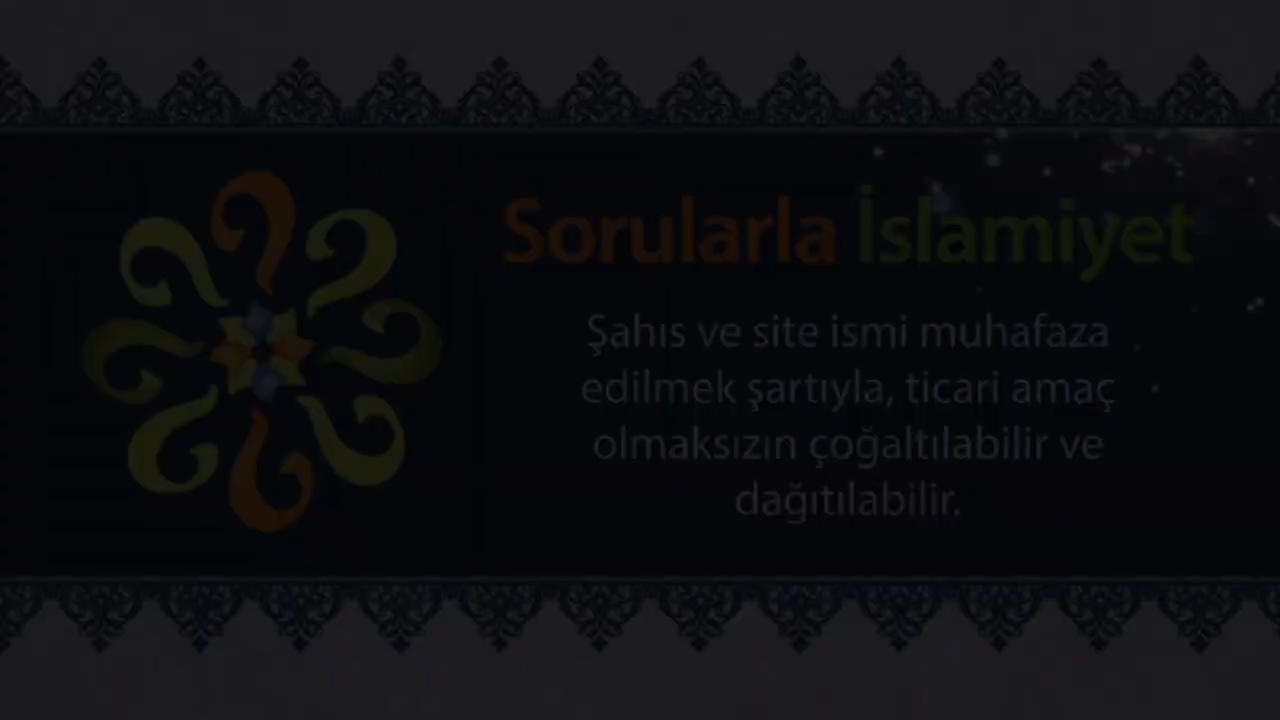 Sorularla İslamiyet
Şahıs ve site ismi muhafaza
edilmek şartıyla, ticari amaç
olmaksızın çoğaltılabilir ve
dağıtılabilir.